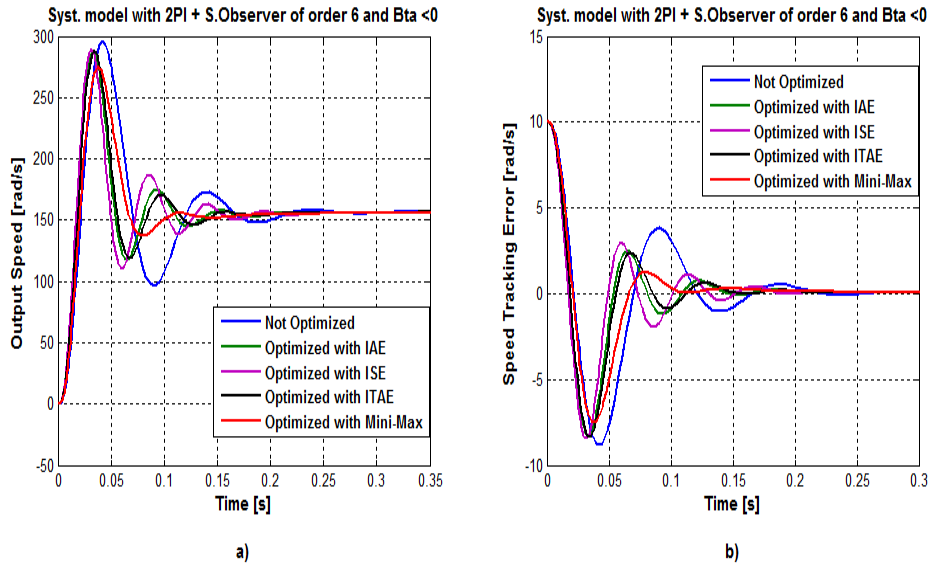 Syst. model with 2PI + S.Observer of order 6 and Bta <0
300
250
200
150
100
50
0
-50
Output Speed [rad/s]
Not Optimized
Optimized with IAE
Optimized with ISE
Optimized with ITAE
Optimized with Mini-Max
0 0.05 0.1 0.15 0.2 0.25 0.3 0.35
Time [s]
a)
Syst. model with 2PI + S.Observer of order 6 and Bta <0
15
10
5
0
-5
-10
Speed Tracking Error [rad/s]
Not Optimized
Optimized with IAE
Optimized with ISE
Optimized with ITAE
Optimized with Mini-Max
0 0.05 0.1 0.15 0.2 0.25 0.3
Time [s]
b)